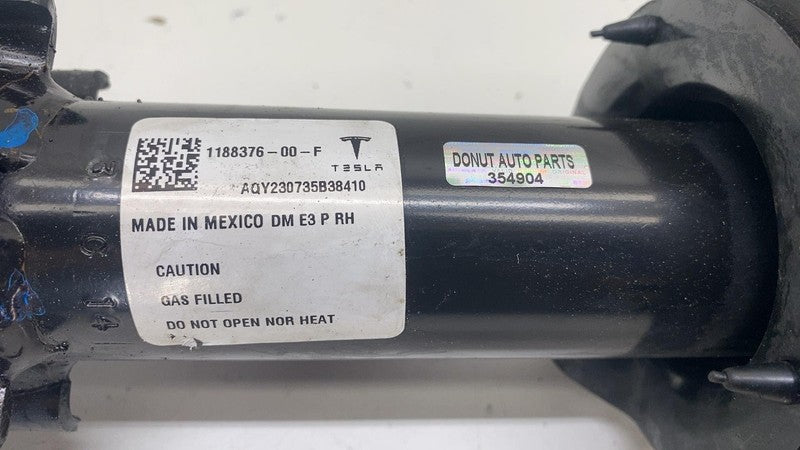 1188376-00-F
TESLA
AQY230735B38410
MADE IN MEXICO DM E3 P RH
CAUTION
GAS FILLED
DO NOT OPEN NOR HEAT
DONUT AUTO PARTS
354904